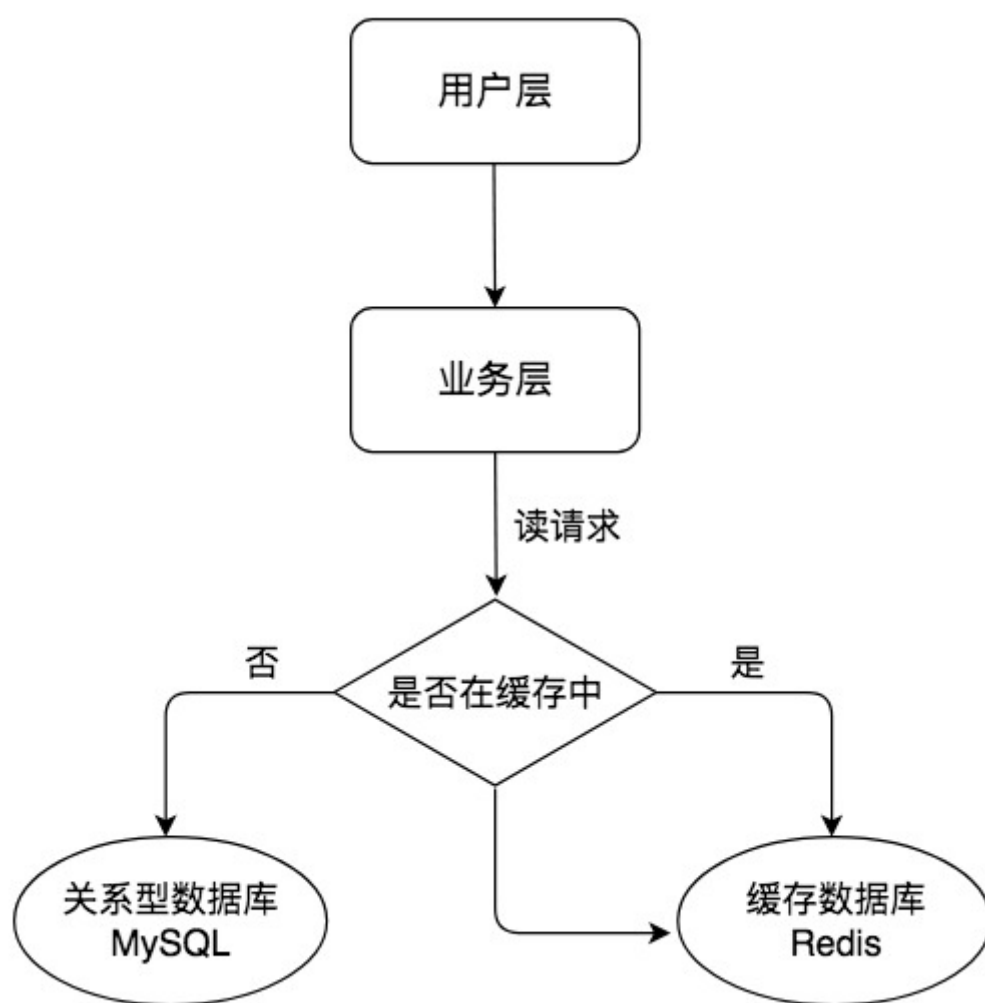 用户层
业务层
读请求
否
是
是否在缓存中
关系型数据库
MySQL
缓存数据库
Redis